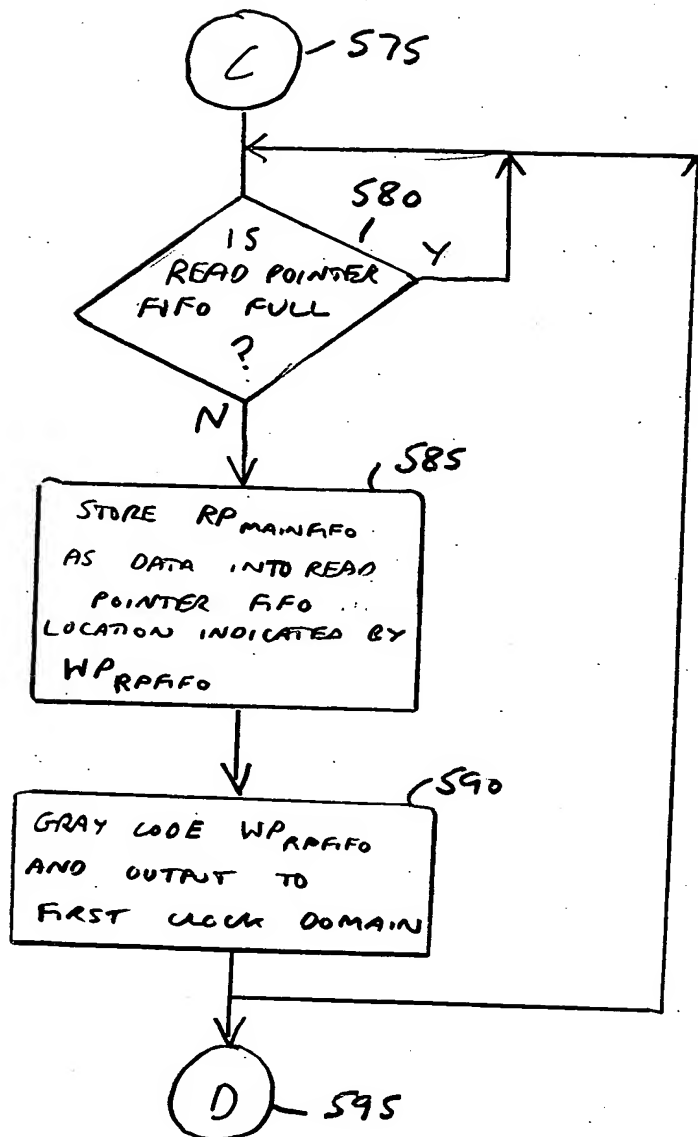 C
575
580
IS
READ POINTER
FIFO FULL
?
Y
N
585
STORE RP MAINFIFO
AS DATA INTO READ
POINTER FIFO
LOCATION INDICATED BY
WP RPFIFO
590
GRAY CODE WP RPFIFO
AND OUTPUT TO
FIRST CLOCK DOMAIN
D
595